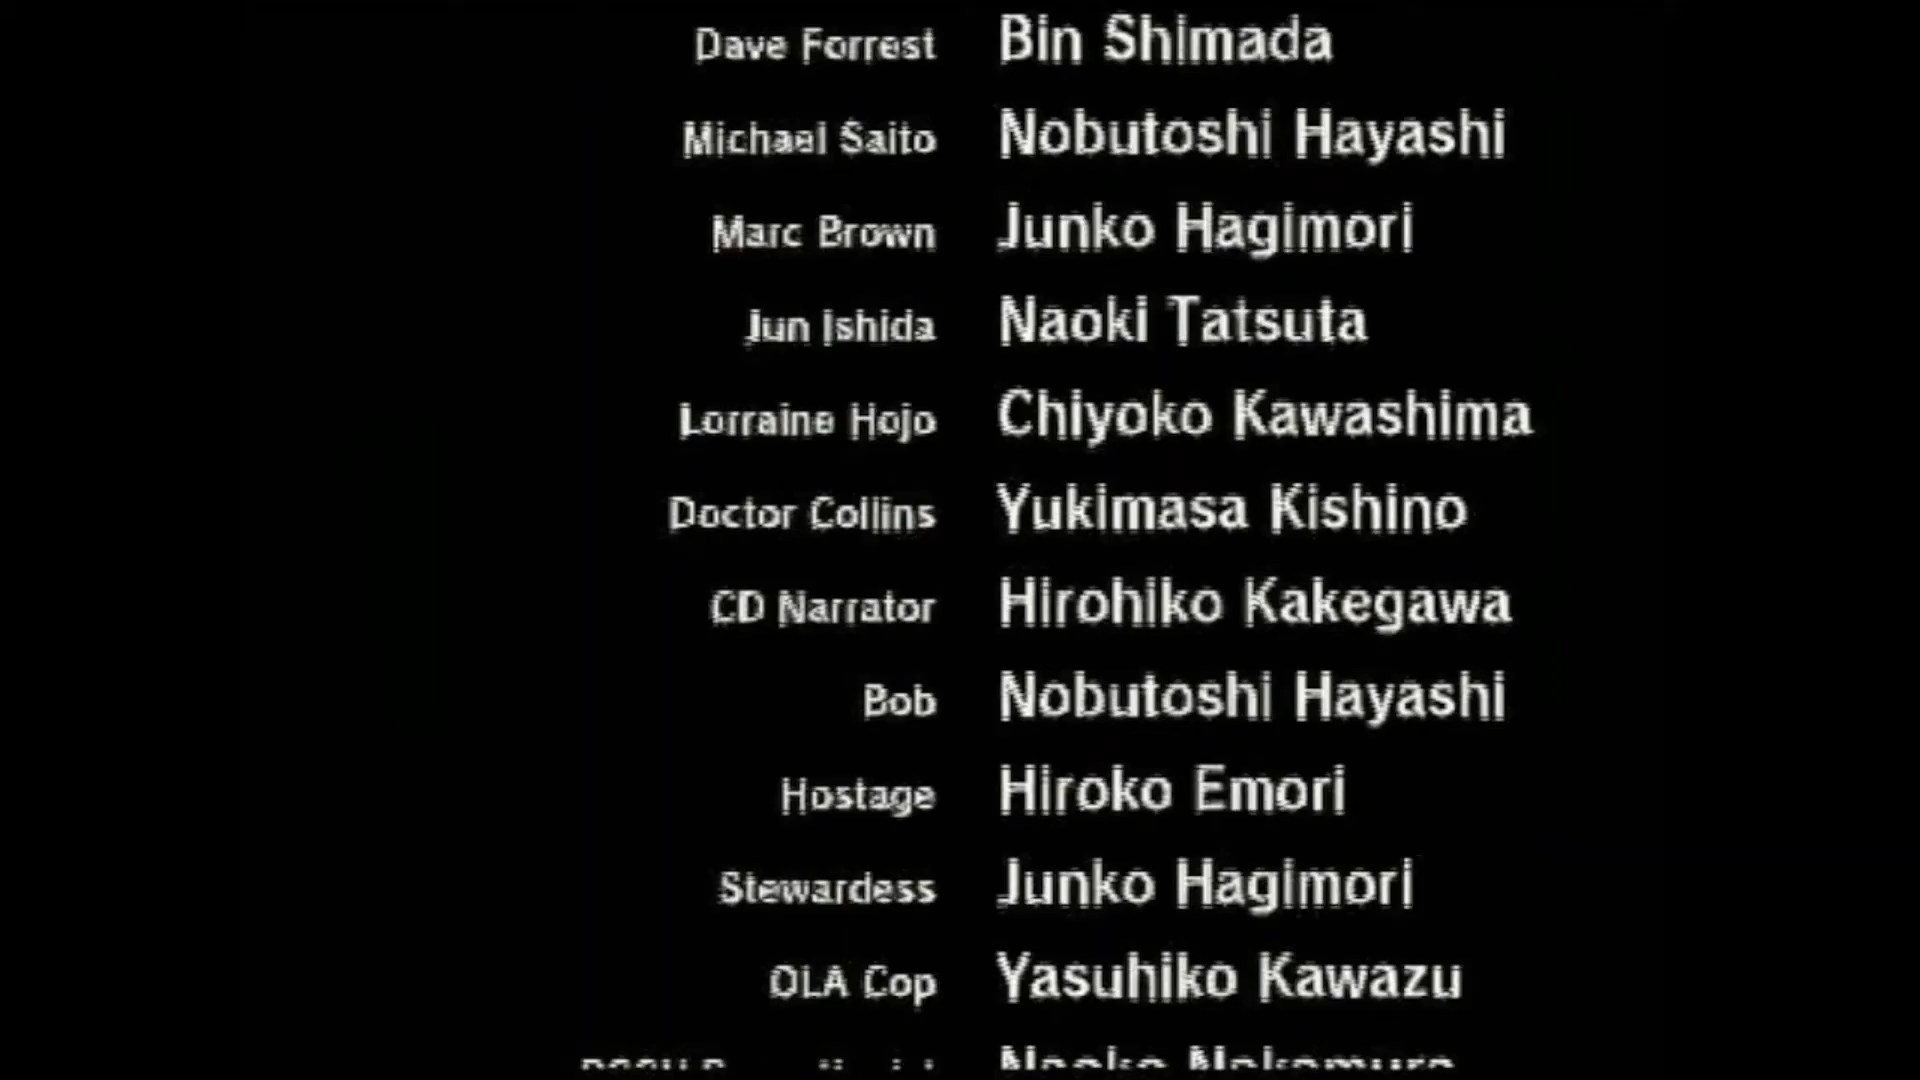 Dave Forrest Bin Shimada
Michael Saito Nobutoshi Hayashi
Marc Brown Junko Hagimori
Jun Ishida Naoki Tatsuta
Lorraine Hojo Chiyoko Kawashima
Doctor Collins Yukimasa Kishino
CD Narrator Hirohiko Kakegawa
Bob Nobutoshi Hayashi
Hostage Hiroko Emori
Stewardess Junko Hagimori
OLA Cop Yasuhiko Kawazu